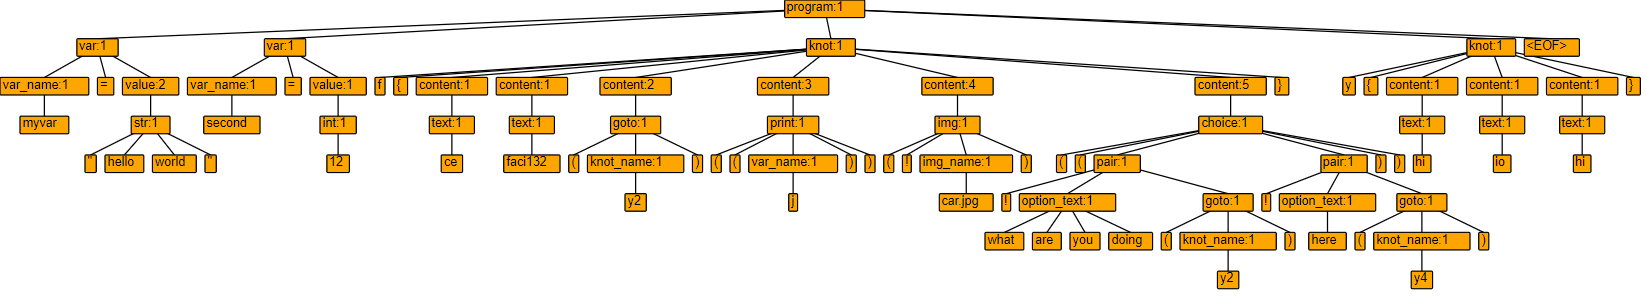 program:1
var:1 var:1 knot:1 knot:1 <EOF>
var_name:1 = value:2 var_name:1 = value:1 f { content:1 content:1 content:2 content:3 content:4 content:5 } y { content:1 content:1 content:1 }
myvar str:1 second int:1 text:1 text:1 goto:1 print:1 img:1 choice:1 text:1 text:1 text:1
" hello world " 12 ce faci132 ( knot_name:1 ) ( ( var_name:1 ) ) ( ! img_name:1 ) ( ( pair:1 pair:1 ) ) hi io hi
y2 j car.jpg ! option_text:1 goto:1 ! option_text:1 goto:1
what are you doing ( knot_name:1 ) here ( knot_name:1 )
y2 y4